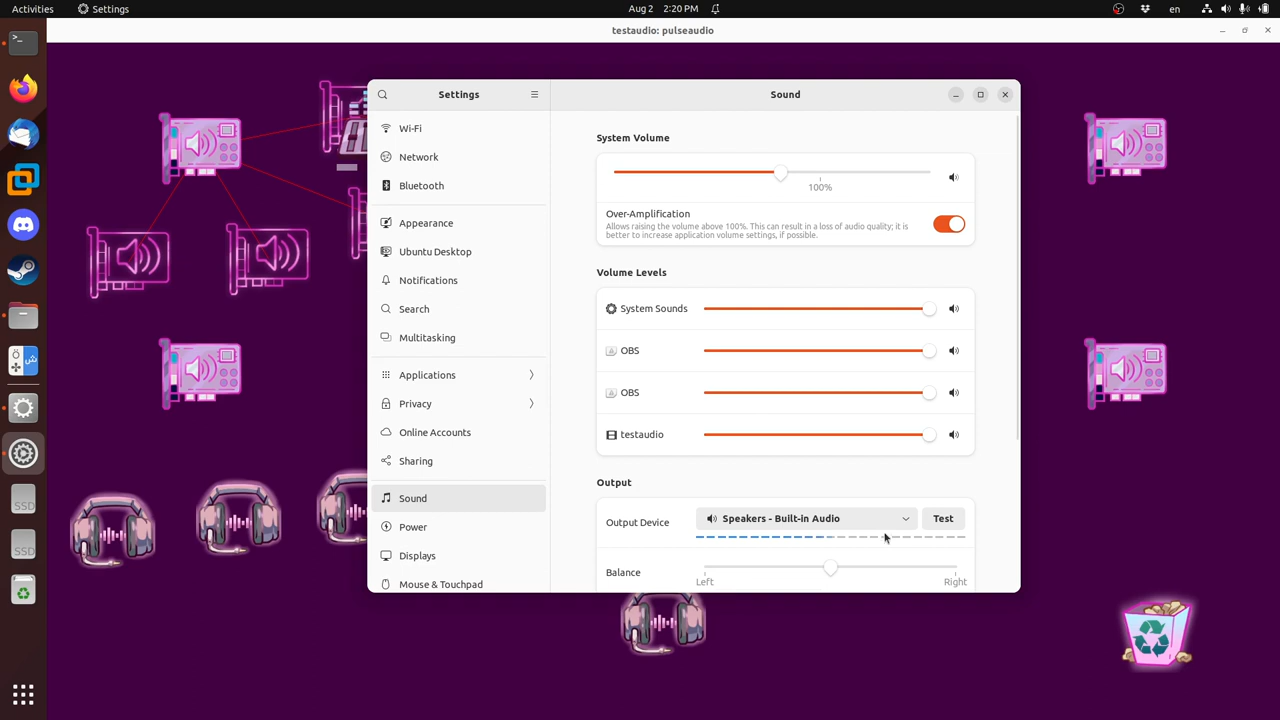 Activities
Settings
Aug 2 2:20 PM
en
testaudio: pulseaudio
Settings
Sound
Wi-Fi
Network
Bluetooth
Appearance
Ubuntu Desktop
Notifications
Search
Multitasking
Applications
Privacy
Online Accounts
Sharing
Sound
Power
Displays
Mouse & Touchpad
System Volume
100%
Over-Amplification
Allows raising the volume above 100%. This can result in a loss of audio quality; it is
better to increase application volume settings, if possible.
Volume Levels
System Sounds
OBS
OBS
testaudio
Output
Output Device
Speakers - Built-in Audio
Test
Balance
Left
Right
SSD
SSD
ش